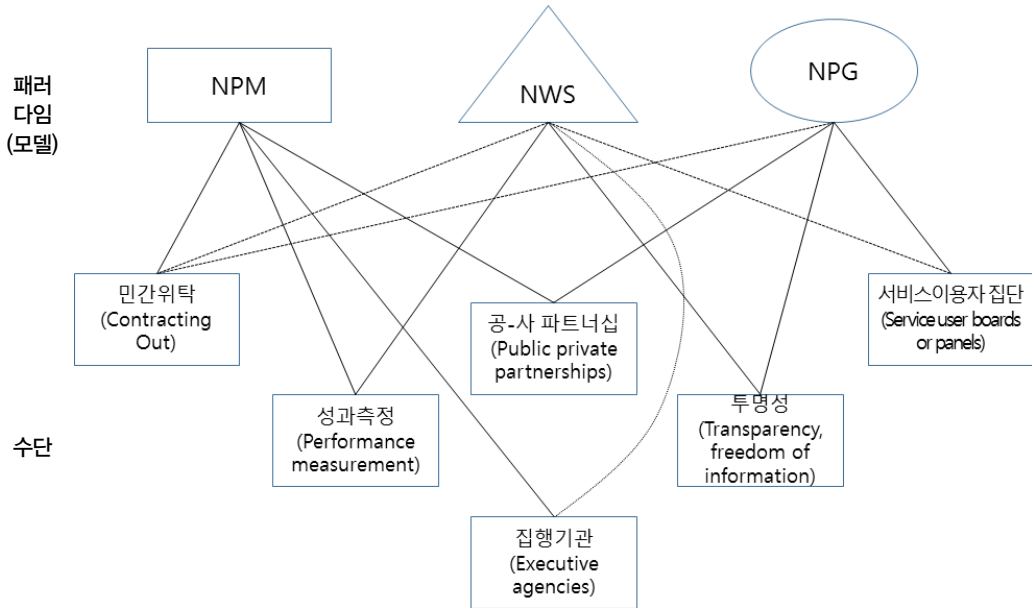 패러
다임
(모델)
NPM
NWS
NPG
민간위탁
(Contracting
Out)
공-사 파트너십
(Public private
partnerships)
서비스이용자 집단
(Service user boards
or panels)
수단
성과측정
(Performance
measurement)
투명성
(Transparency,
freedom of
information)
집행기관
(Executive
agencies)